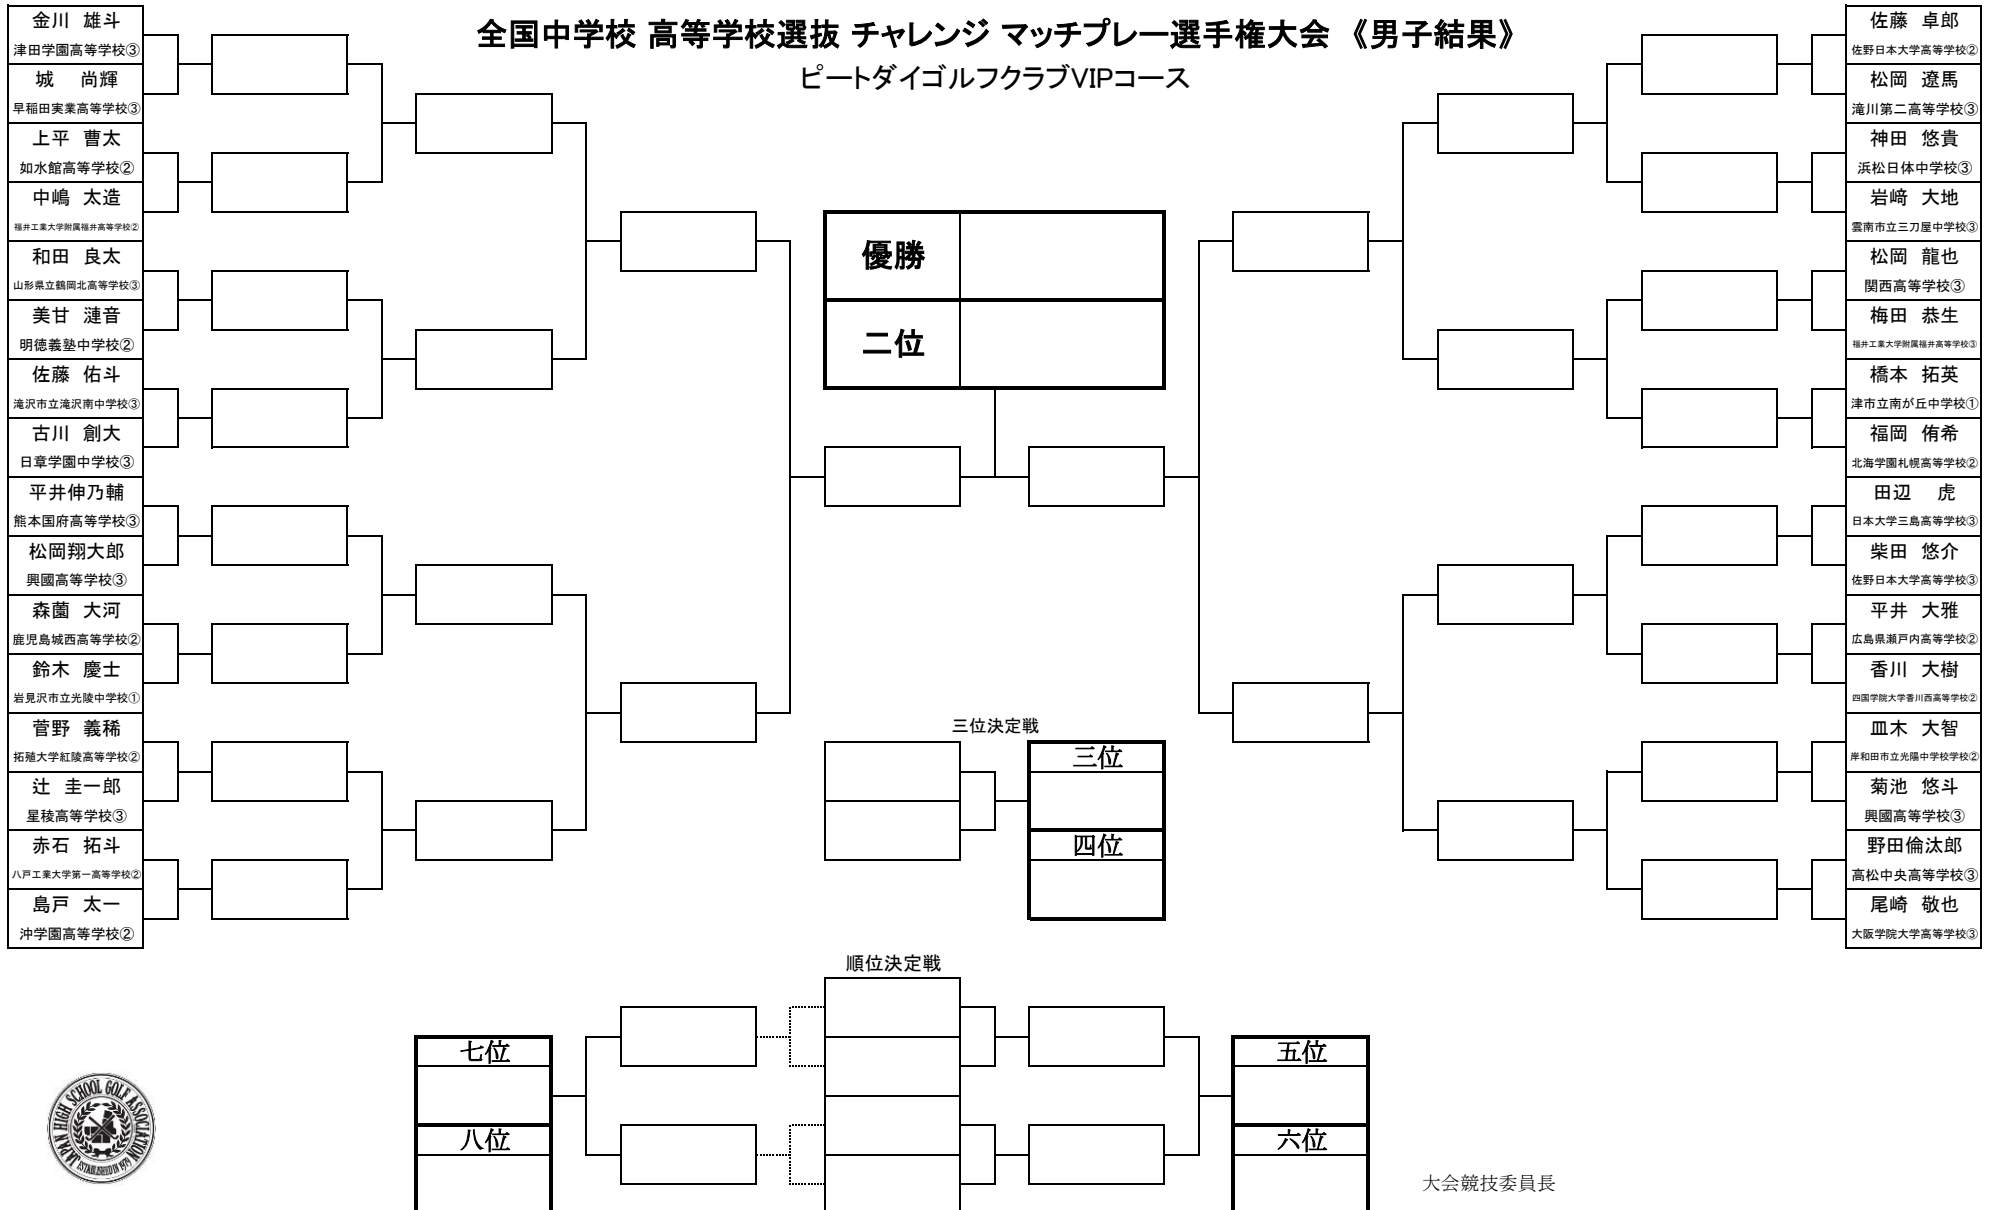 全国中学校 高等学校選抜 チャレンジ マッチプレー選手権大会 《男子結果》
ピートダイゴルフクラブVIPコース
金川 雄斗
津田学園高等学校③
城 尚輝
早稲田実業高等学校③
上平 曹太
如水館高等学校②
中嶋 太造
福井工業大学附属福井高等学校②
和田 良太
山形県立鶴岡北高等学校③
美甘 漣音
明徳義塾中学校②
佐藤 佑斗
滝沢市立滝沢南中学校③
古川 創大
日章学園中学校③
平井伸乃輔
熊本国府高等学校③
松岡翔大郎
興國高等学校③
森薗 大河
鹿児島城西高等学校②
鈴木 慶士
岩見沢市立光陵中学校①
菅野 義稀
拓殖大学紅陵高等学校②
辻 圭一郎
星稜高等学校③
赤石 拓斗
八戸工業大学第一高等学校②
島戸 太一
沖学園高等学校②
優勝
二位
三位決定戦
三位
四位
佐藤 卓郎
佐野日本大学高等学校②
松岡 遼馬
滝川第二高等学校③
神田 悠貴
浜松日体中学校③
岩﨑 大地
雲南市立三刀屋中学校③
松岡 龍也
関西高等学校③
梅田 恭生
福井工業大学附属福井高等学校③
橋本 拓英
津市立南が丘中学校①
福岡 侑希
北海学園札幌高等学校②
田辺 虎
日本大学三島高等学校③
柴田 悠介
佐野日本大学高等学校③
平井 大雅
広島県瀬戸内高等学校②
香川 大樹
四国学院大学香川西高等学校②
皿木 大智
岸和田市立光陽中学校学校②
菊池 悠斗
興國高等学校③
野田倫汰郎
高松中央高等学校③
尾崎 敬也
大阪学院大学高等学校③
順位決定戦
七位
八位
五位
六位
JAPAN HIGH SCHOOL GOLF ASSOCIATION
ESTABLISHED IN 1979
大会競技委員長